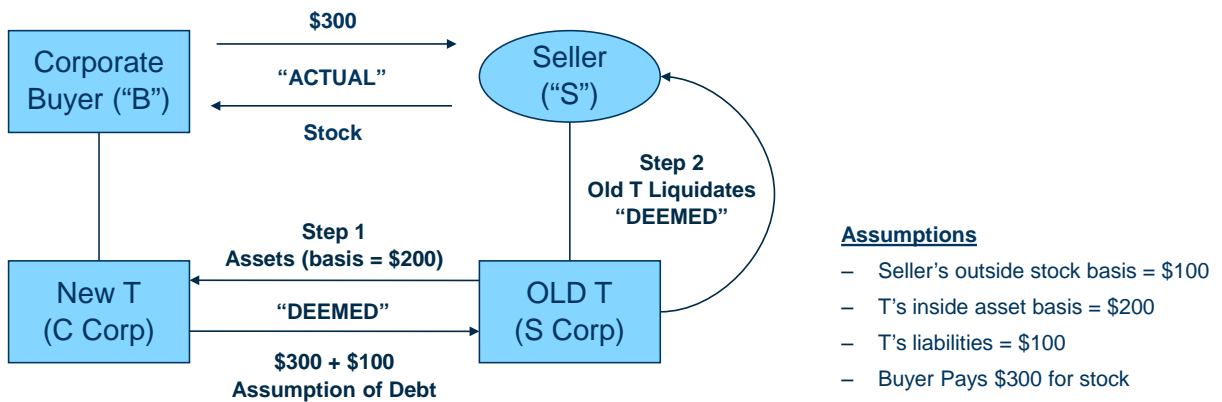 $300
Corporate
Buyer (“B”)
“ACTUAL”
Seller
(“S”)
Stock
Step 2
Old T Liquidates
“DEEMED”
Step 1
Assets (basis = $200)
New T
(C Corp)
“DEEMED”
OLD T
(S Corp)
$300 + $100
Assumption of Debt
Assumptions
– Seller’s outside stock basis = $100
– T’s inside asset basis = $200
– T’s liabilities = $100
– Buyer Pays $300 for stock